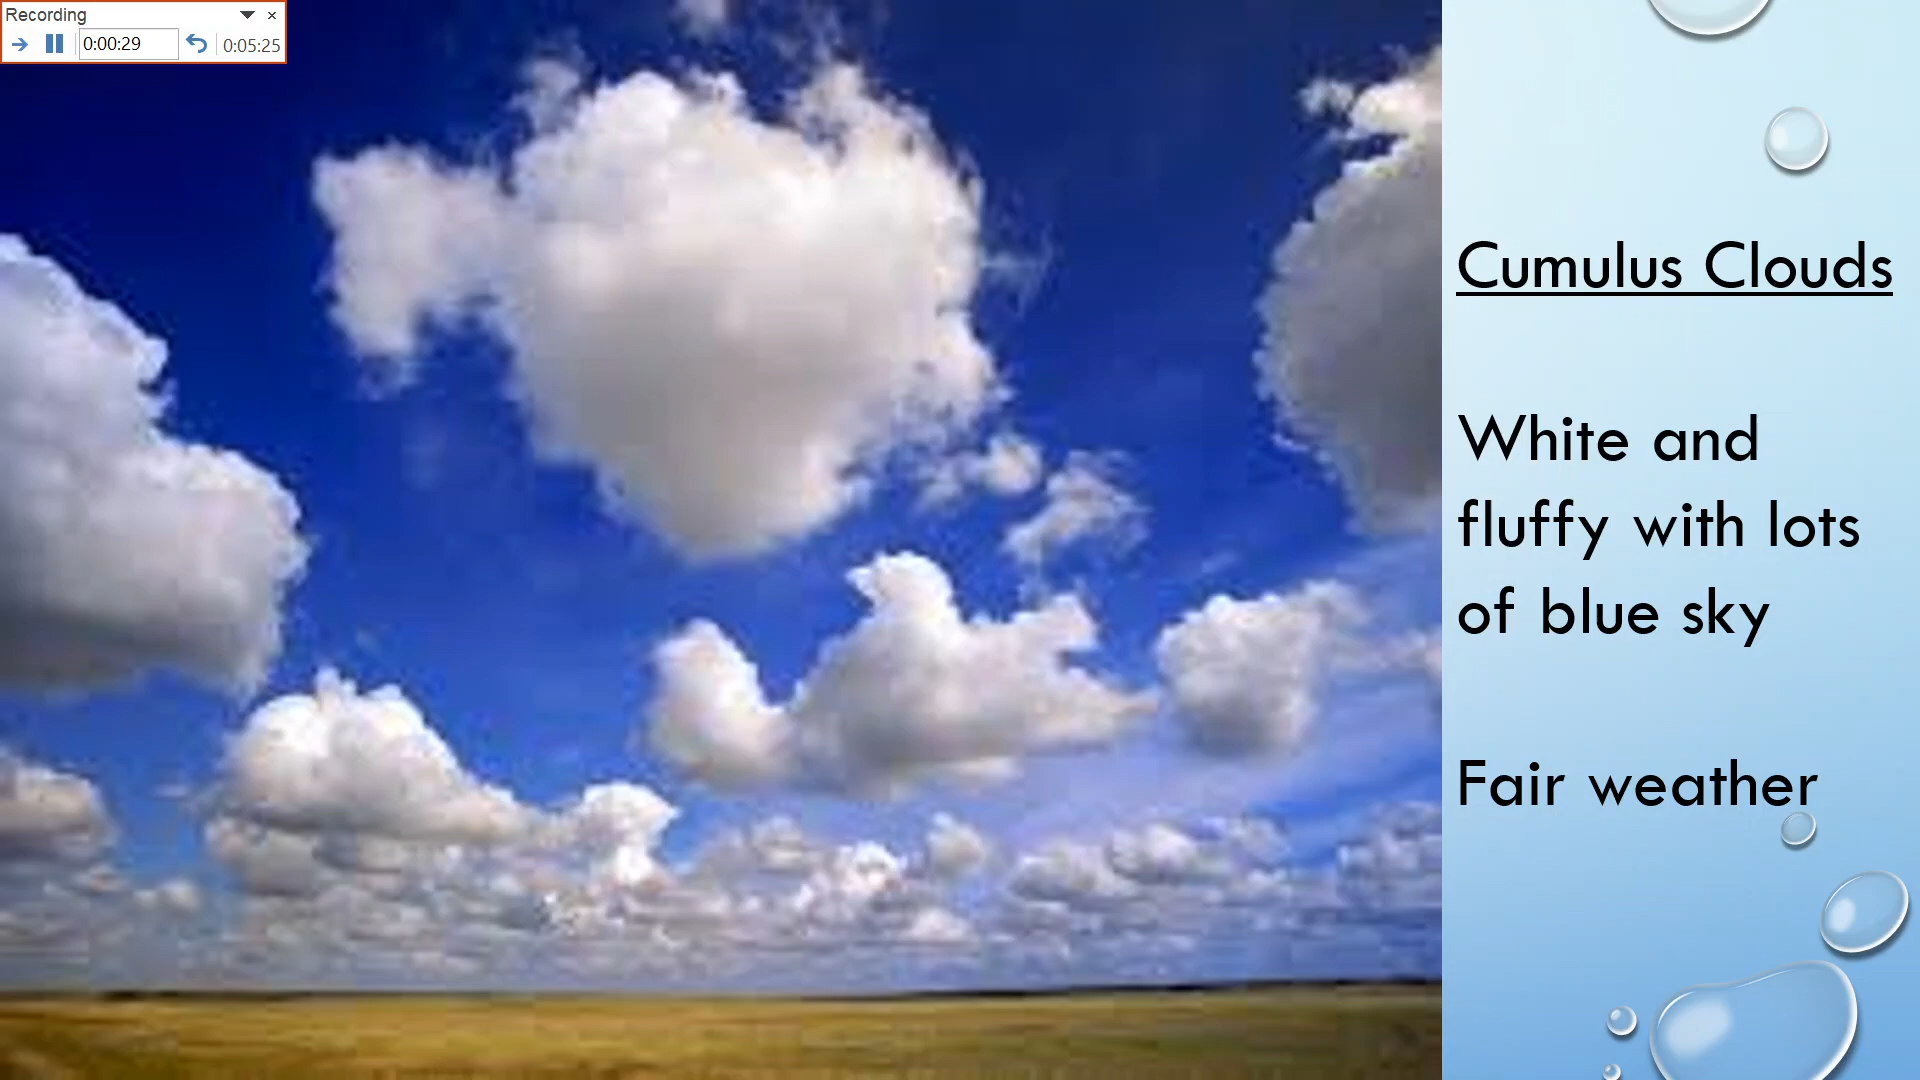 Recording
0:00:29
0:05:25
Cumulus Clouds
White and
fluffy with lots
of blue sky
Fair weather